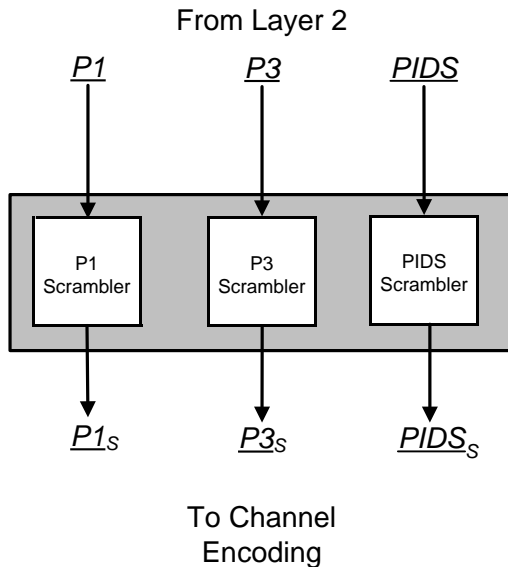 From Layer 2
P1 P3 PIDS
P1 Scrambler
P3 Scrambler
PIDS Scrambler
P1S P3S PIDSS
To Channel
Encoding